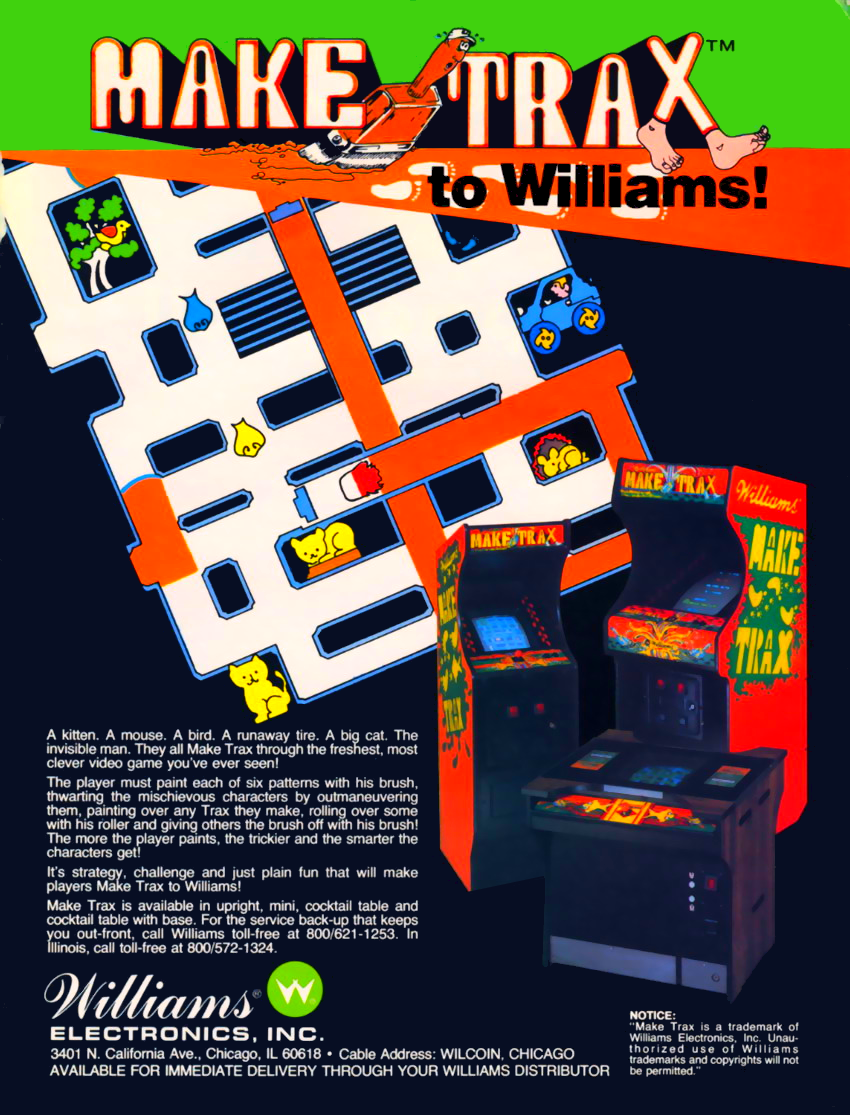 MAKE TRAX™
to Williams!
MAKE TRAX
Williams
MAKE
TRAX
MAKE TRAX
MAKE
TRAX
A kitten. A mouse. A bird. A runaway tire. A big cat. The
invisible man. They all Make Trax through the freshest, most
clever video game you've ever seen!
The player must paint each of six patterns with his brush,
thwarting the mischievous characters by outmaneuvering
them, painting over any Trax they make, rolling over some
with his roller and giving others the brush off with his brush!
The more the player paints, the trickier and the smarter the
characters get!
It's strategy, challenge and just plain fun that will make
players Make Trax to Williams!
Make Trax is available in upright, mini, cocktail table and
cocktail table with base. For the service back-up that keeps
you out-front, call Williams toll-free at 800/621-1253. In
Illinois, call toll-free at 800/572-1324.
Williams® W
ELECTRONICS, INC.
3401 N. California Ave., Chicago, IL 60618 • Cable Address: WILCOIN, CHICAGO
AVAILABLE FOR IMMEDIATE DELIVERY THROUGH YOUR WILLIAMS DISTRIBUTOR
NOTICE:
"Make Trax is a trademark of
Williams Electronics, Inc. Unau-
thorized use of Williams
trademarks and copyrights will not
be permitted."